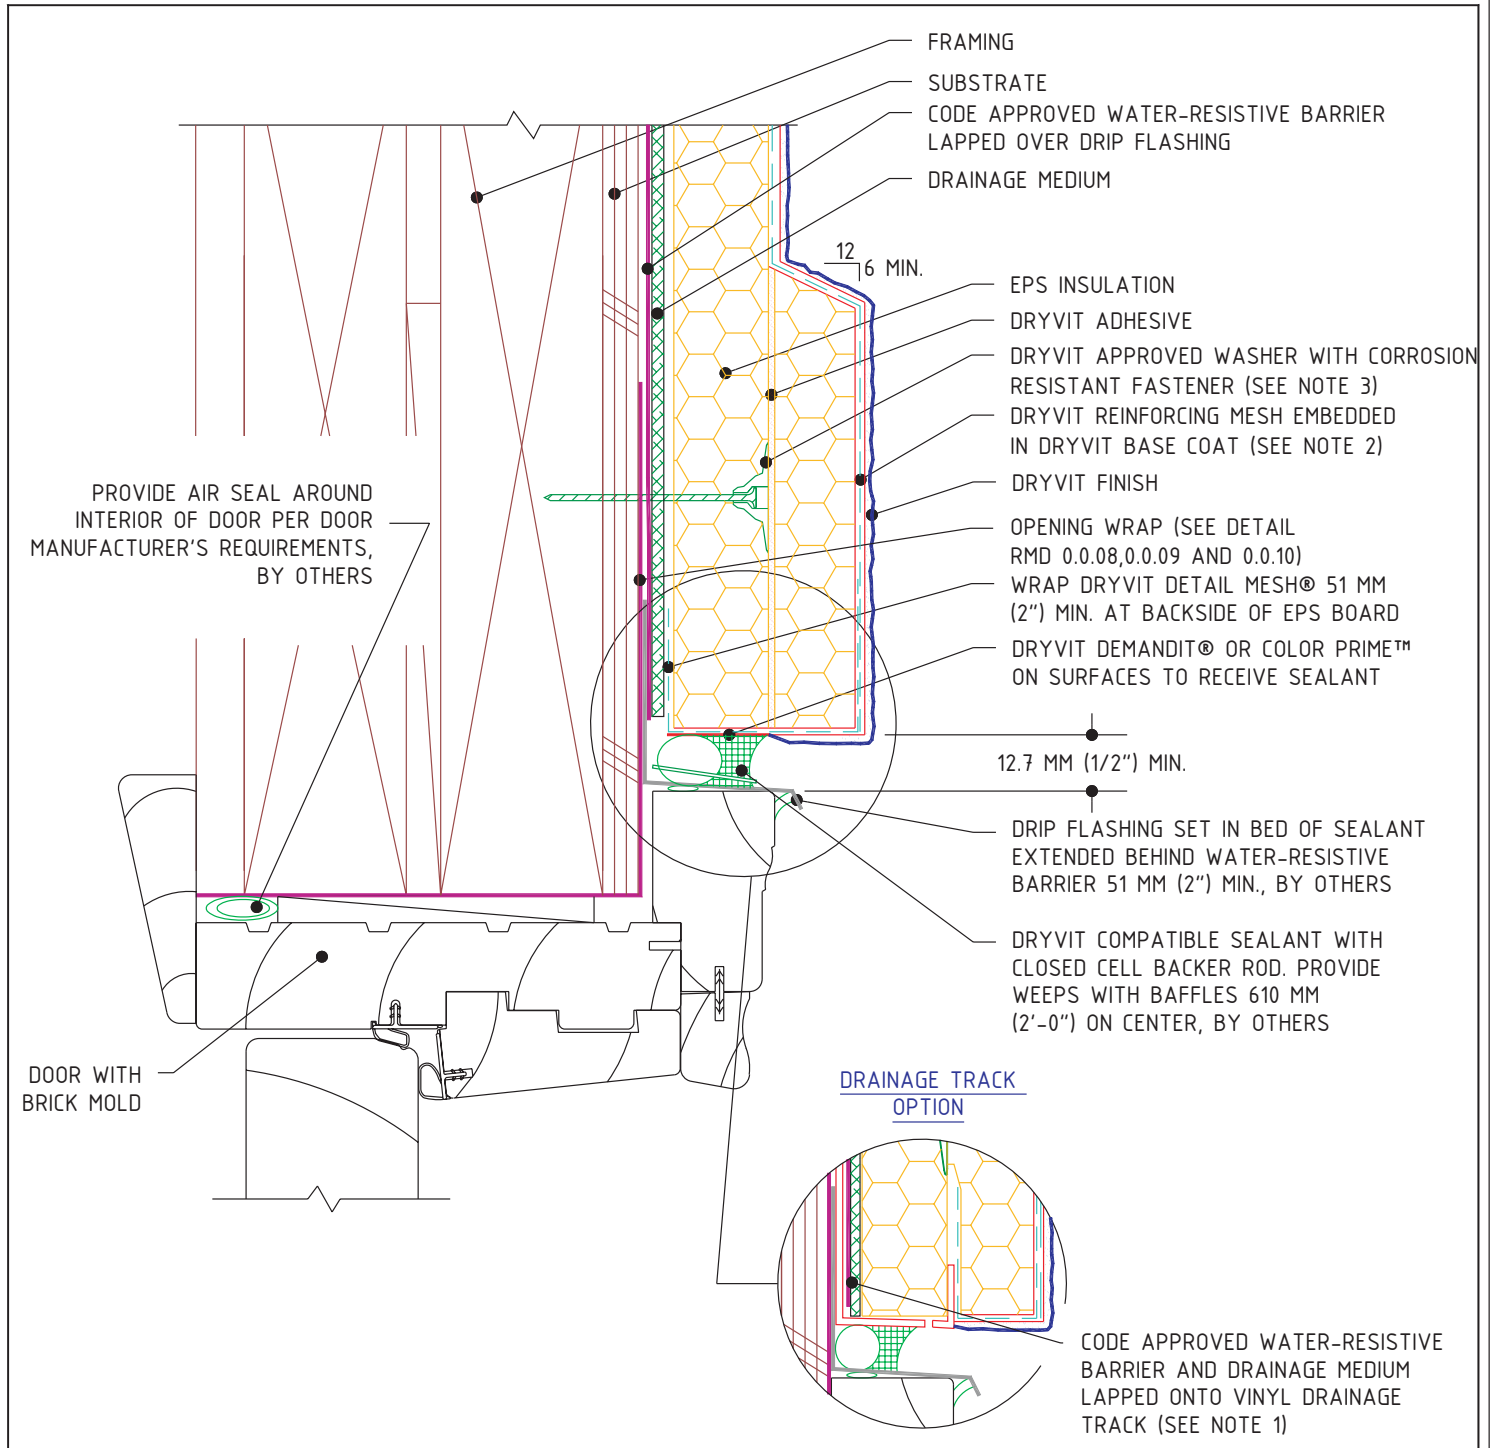 FRAMING
SUBSTRATE
CODE APPROVED WATER-RESISTIVE BARRIER
LAPPED OVER DRIP FLASHING
DRAINAGE MEDIUM
12
6 MIN.
EPS INSULATION
DRYVIT ADHESIVE
DRYVIT APPROVED WASHER WITH CORROSION
RESISTANT FASTENER (SEE NOTE 3)
DRYVIT REINFORCING MESH EMBEDDED
IN DRYVIT BASE COAT (SEE NOTE 2)
DRYVIT FINISH
OPENING WRAP (SEE DETAIL
RMD 0.0.08,0.0.09 AND 0.0.10)
WRAP DRYVIT DETAIL MESH® 51 MM
(2") MIN. AT BACKSIDE OF EPS BOARD
DRYVIT DEMANDIT® OR COLOR PRIME™
ON SURFACES TO RECEIVE SEALANT
12.7 MM (1/2") MIN.
DRIP FLASHING SET IN BED OF SEALANT
EXTENDED BEHIND WATER-RESISTIVE
BARRIER 51 MM (2") MIN., BY OTHERS
DRYVIT COMPATIBLE SEALANT WITH
CLOSED CELL BACKER ROD. PROVIDE
WEEPS WITH BAFFLES 610 MM
(2'-0") ON CENTER, BY OTHERS
PROVIDE AIR SEAL AROUND
INTERIOR OF DOOR PER DOOR
MANUFACTURER'S REQUIREMENTS,
BY OTHERS
DOOR WITH
BRICK MOLD
DRAINAGE TRACK
OPTION
CODE APPROVED WATER-RESISTIVE
BARRIER AND DRAINAGE MEDIUM
LAPPED ONTO VINYL DRAINAGE
TRACK (SEE NOTE 1)